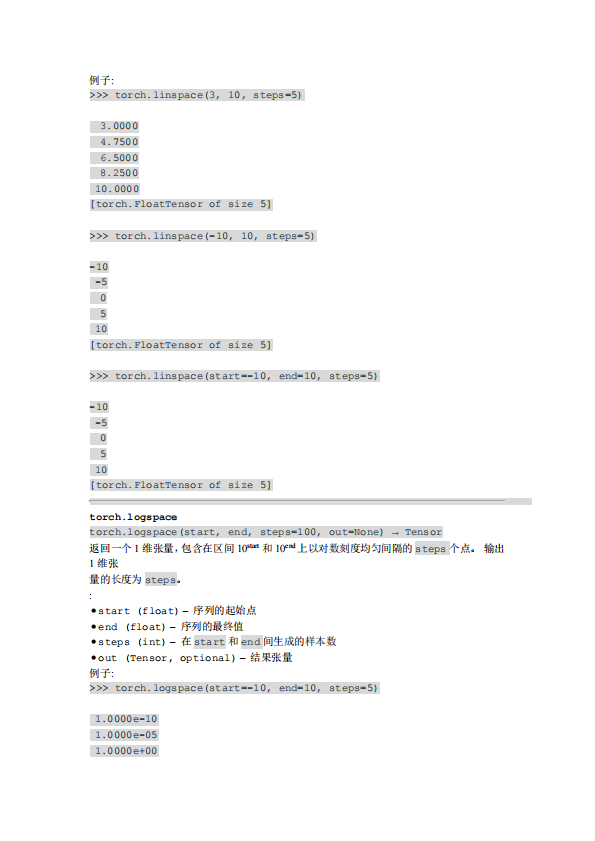 例子:
>>> torch.linspace(3, 10, steps=5)
3.0000
4.7500
6.5000
8.2500
10.0000
[torch.FloatTensor of size 5]
>>> torch.linspace(-10, 10, steps=5)
-10
-5
0
5
10
[torch.FloatTensor of size 5]
>>> torch.linspace(start=-10, end=10, steps=5)
-10
-5
0
5
10
[torch.FloatTensor of size 5]
torch.logspace
torch.logspace(start, end, steps=100, out=None) → Tensor
返回一个 1 维张量，包含在区间 10start 和 10end 上以对数刻度均匀间隔的 steps 个点。 输出
1 维张
量的长度为 steps。
:
●start (float) – 序列的起始点
●end (float) – 序列的最终值
●steps (int) – 在 start 和 end 间生成的样本数
●out (Tensor, optional) – 结果张量
例子:
>>> torch.logspace(start=-10, end=10, steps=5)
1.0000e-10
1.0000e-05
1.0000e+00